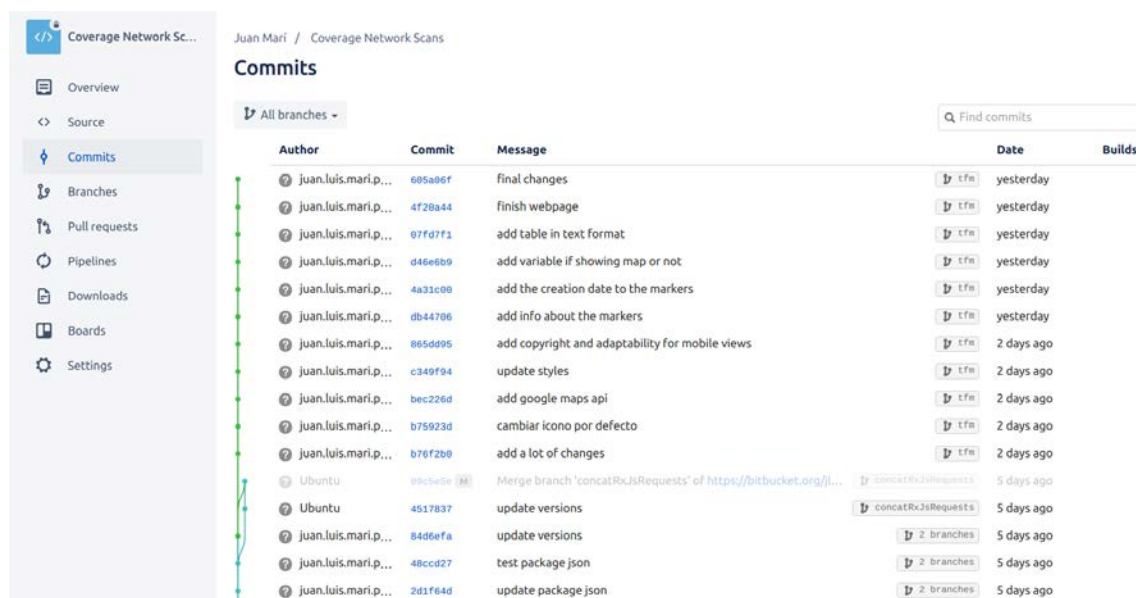 Coverage Network Sc...
Overview
Source
Commits
Branches
Pull requests
Pipelines
Downloads
Boards
Settings
Juan Marí / Coverage Network Scans
Commits
All branches
Find commits
Author Commit Message Date Builds
juan.luis.mari.p... 605a06f final changes tfm yesterday
juan.luis.mari.p... 4f20a44 finish webpage tfm yesterday
juan.luis.mari.p... 07fd7f1 add table in text format tfm yesterday
juan.luis.mari.p... d46e6b9 add variable if showing map or not tfm yesterday
juan.luis.mari.p... 4a31c00 add the creation date to the markers tfm yesterday
juan.luis.mari.p... db44706 add info about the markers tfm yesterday
juan.luis.mari.p... 865dd95 add copyright and adaptability for mobile views tfm 2 days ago
juan.luis.mari.p... c349f94 update styles tfm 2 days ago
juan.luis.mari.p... bec226d add google maps api tfm 2 days ago
juan.luis.mari.p... b75923d cambiar icono por defecto tfm 2 days ago
juan.luis.mari.p... b76f2b0 add a lot of changes tfm 2 days ago
Ubuntu 09c5e5e M Merge branch 'concatRxJsRequests' of https://bitbucket.org/jl... concatRxJsRequests 5 days ago
Ubuntu 4517837 update versions concatRxJsRequests 5 days ago
juan.luis.mari.p... 84d6efa update versions 2 branches 5 days ago
juan.luis.mari.p... 48ccd27 test package json 2 branches 5 days ago
juan.luis.mari.p... 2d1f64d update package json 2 branches 5 days ago